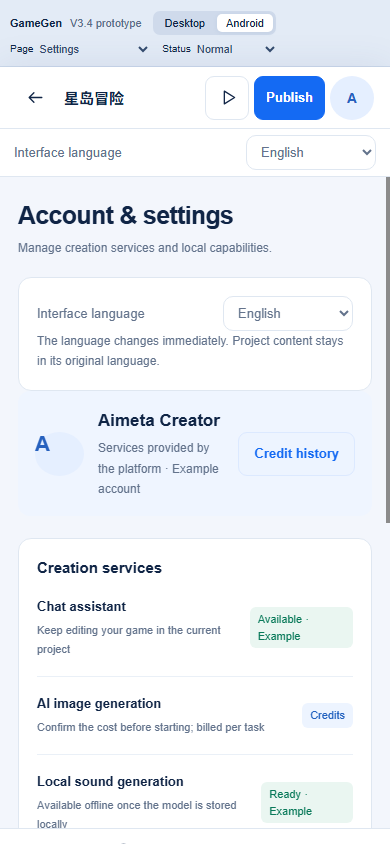 GameGen V3.4 prototype Desktop Android
Page Settings Status Normal
星岛冒险 Publish A
Interface language English
Account & settings
Manage creation services and local capabilities.
Interface language English
The language changes immediately. Project content stays
in its original language.
A
Aimeta Creator
Services provided by
the platform · Example
account
Credit history
Creation services
Chat assistant
Keep editing your game in the current
project
Available ·
Example
AI image generation
Confirm the cost before starting; billed per task
Credits
Local sound generation
Available offline once the model is stored
locally
Ready ·
Example